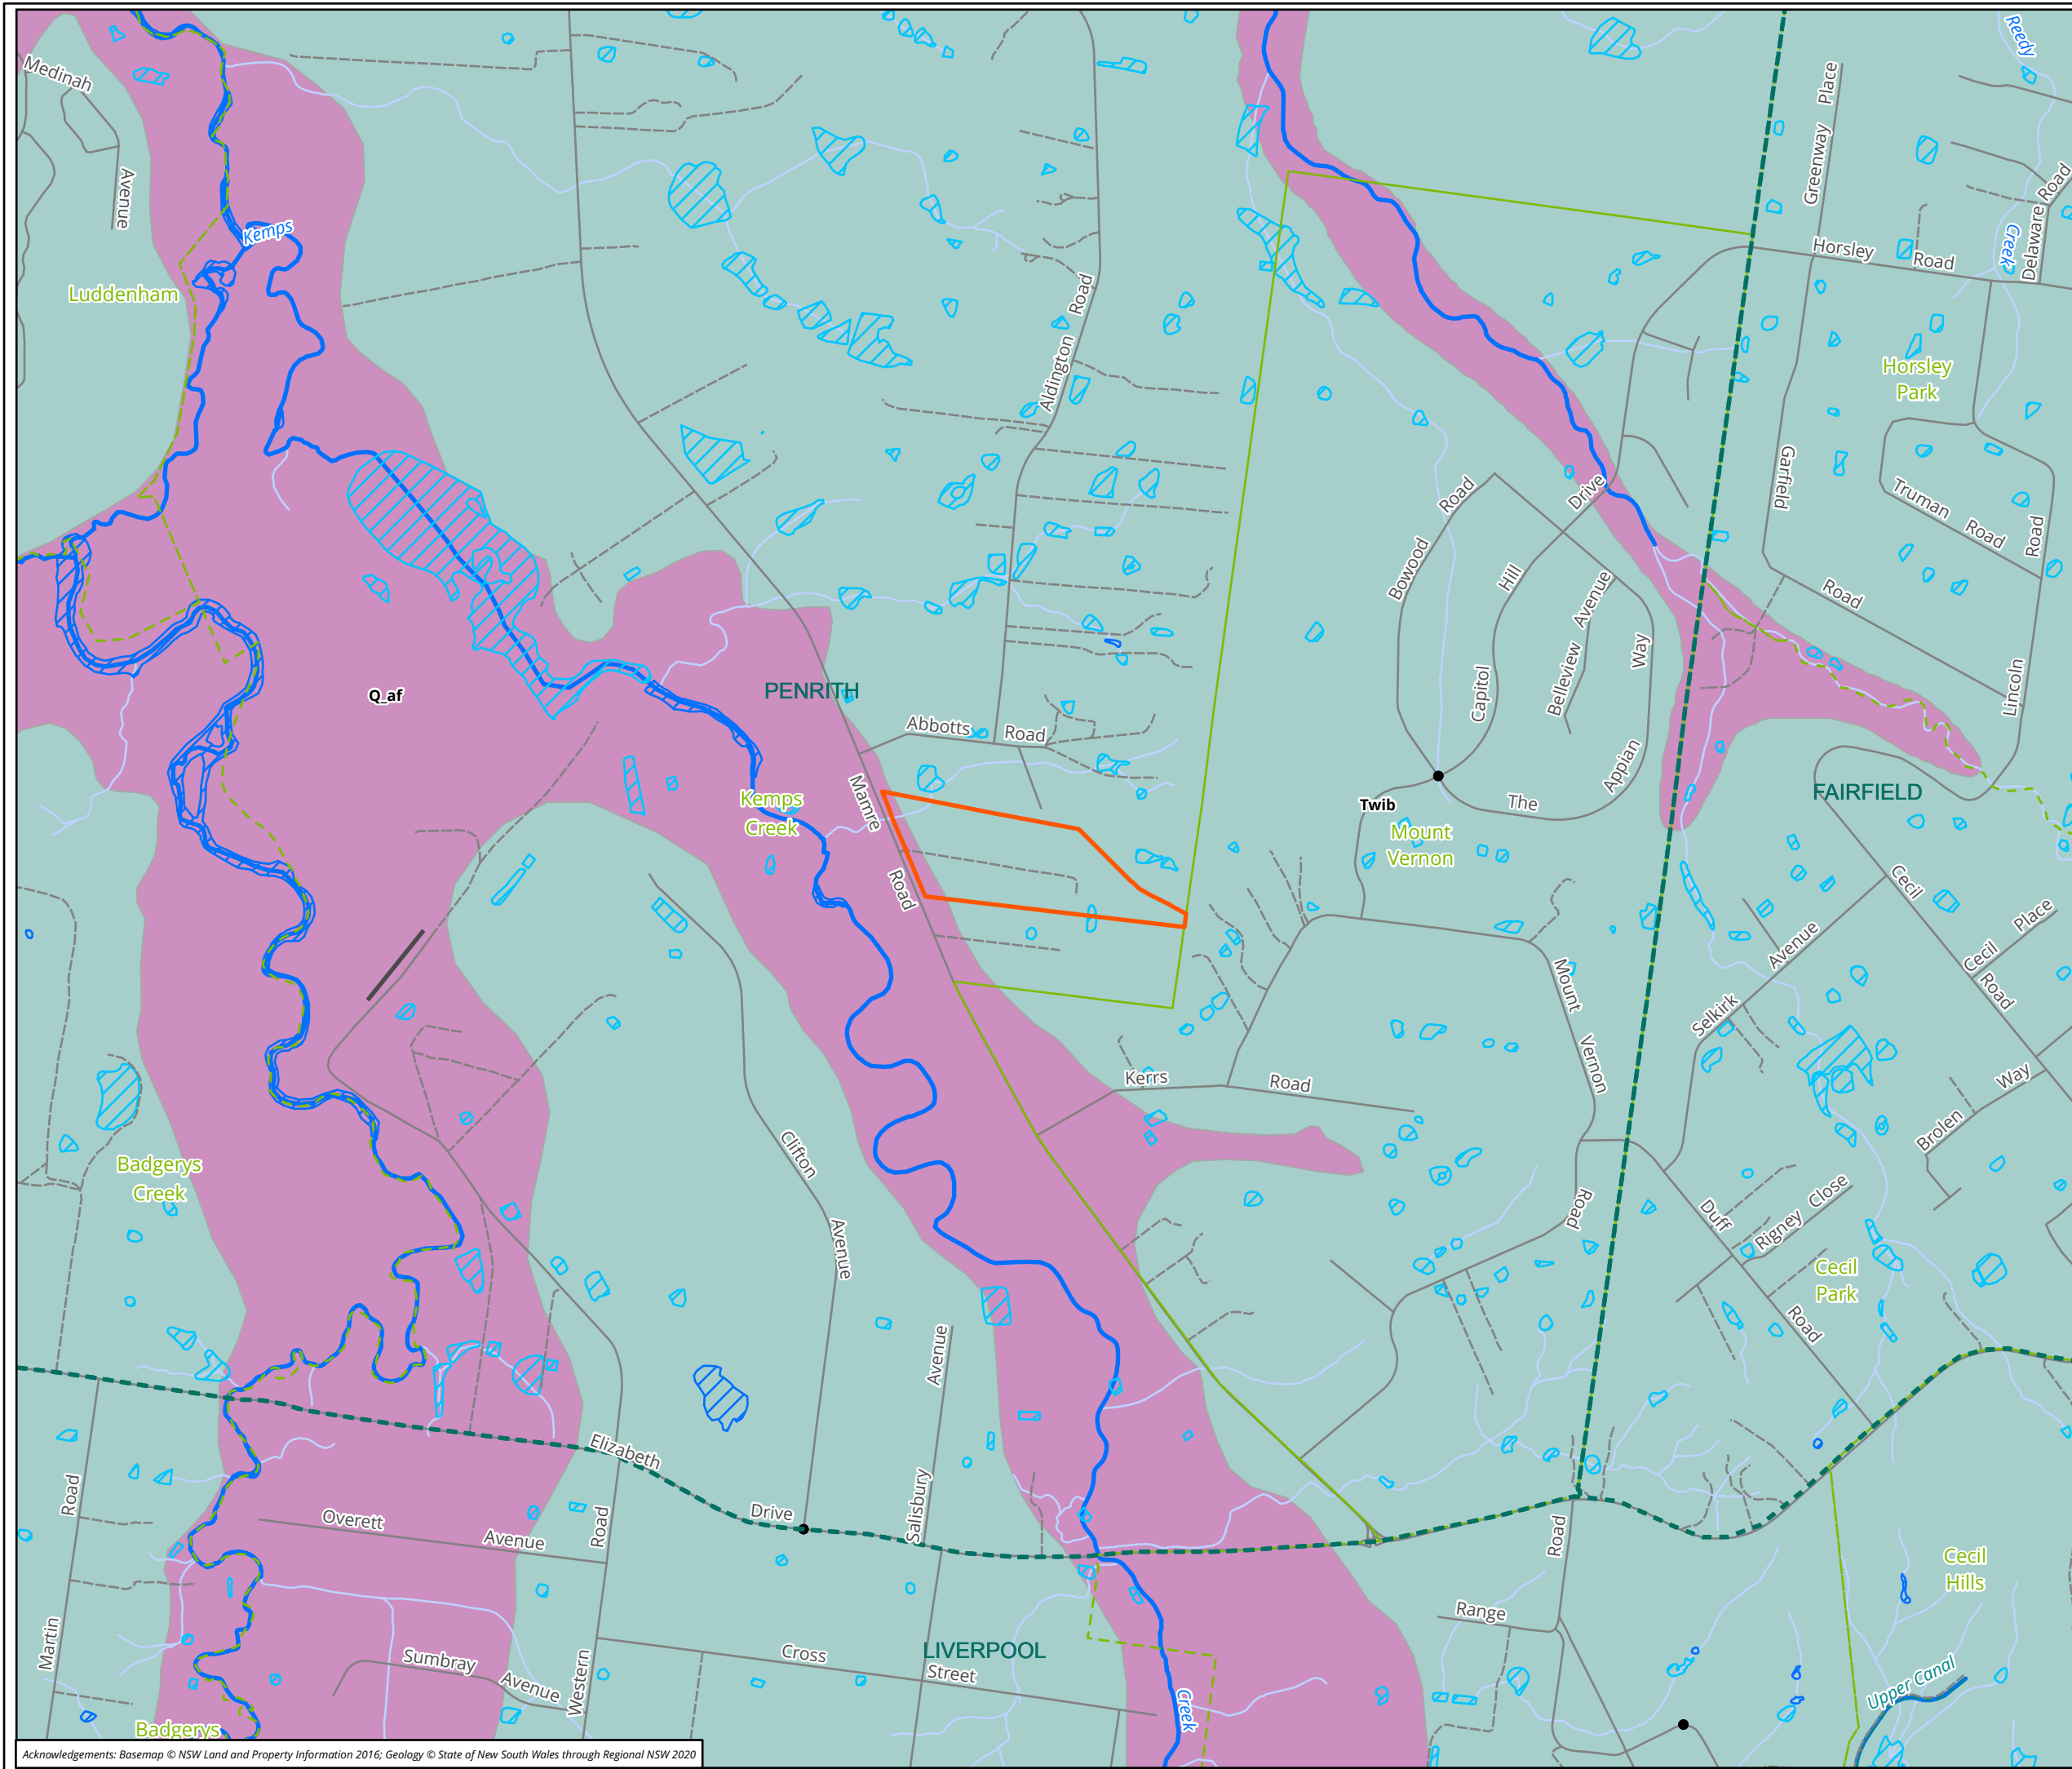 Reedy
Medinah
Place
Avenue
Greenway
Road
Kemps
Creek
Delaware
Horsley
Road
Luddenham
Road
Aldington
Horsley
Park
Garfield
Road
Drive
Truman
Road
Road
Bowood
Hill
Avenue
Road
Way
Belleview
Capitol
Lincoln
Q_af
PENRITH
Abbotts
Road
Appian
Mamre
Kemps
Creek
Twib
The
FAIRFIELD
Mount
Vernon
Road
Cecil
Place
Avenue
Cecil
Road
Mount
Selkirk
Vernon
Kerrs
Road
Way
Brolen
Clifton
Badgerys
Creek
Close
Road
Duff
Rigney
Avenue
Cecil
Park
Road
Avenue
Elizabeth
Road
Drive
Salisbury
Overett
Avenue
Road
Road
Cecil
Hills
Range
Martin
LIVERPOOL
Cross
Street
Sumbray
Avenue
Western
Upper Canal
Creek
Badgerys
Acknowledgements: Basemap © NSW Land and Property Information 2016; Geology © State of New South Wales through Regional NSW 2020